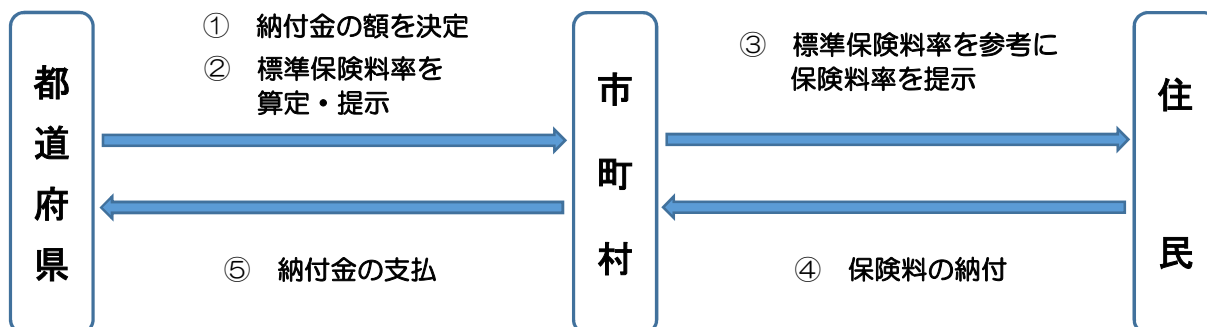 都道府県
① 納付金の額を決定
② 標準保険料率を
算定・提示
⑤ 納付金の支払
市町村
③ 標準保険料率を参考に
保険料率を提示
④ 保険料の納付
住民